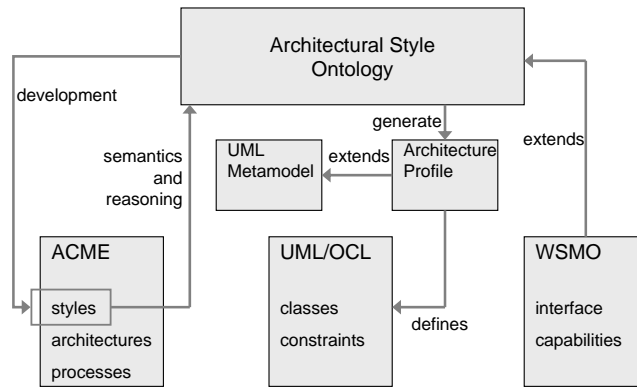 Architectural Style
Ontology
development
generate
semantics
and
reasoning
UML
Metamodel
extends
Architecture
Profile
extends
ACME
styles
architectures
processes
UML/OCL
classes
constraints
defines
WSMO
interface
capabilities